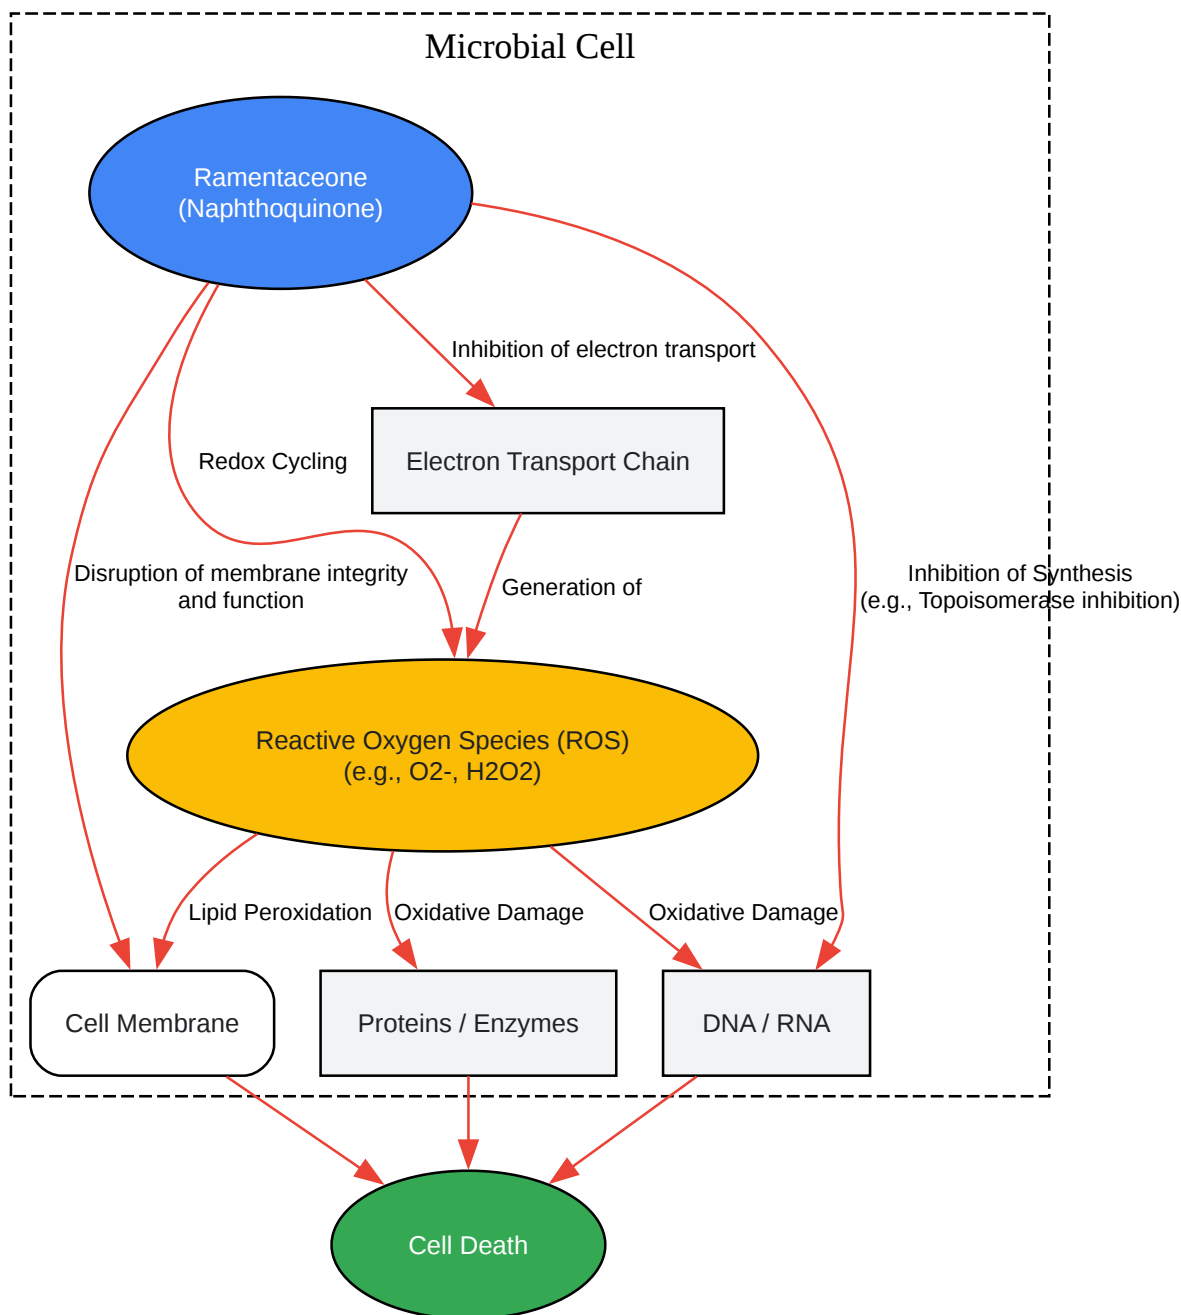 Microbial Cell
Ramentaceone
(Naphthoquinone)
Inhibition of electron transport
Redox Cycling
Electron Transport Chain
Disruption of membrane integrity
and function
Generation of
Inhibition of Synthesis
(e.g., Topoisomerase inhibition)
Reactive Oxygen Species (ROS)
(e.g., O2-, H2O2)
Lipid Peroxidation
Oxidative Damage
Oxidative Damage
Cell Membrane
Proteins / Enzymes
DNA / RNA
Cell Death